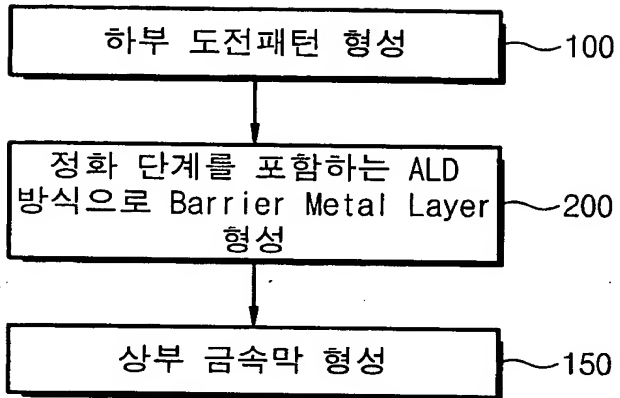 하부 도전패턴 형성
100
정화 단계를 포함하는 ALD
방식으로 Barrier Metal Layer
형성
200
상부 금속막 형성
150